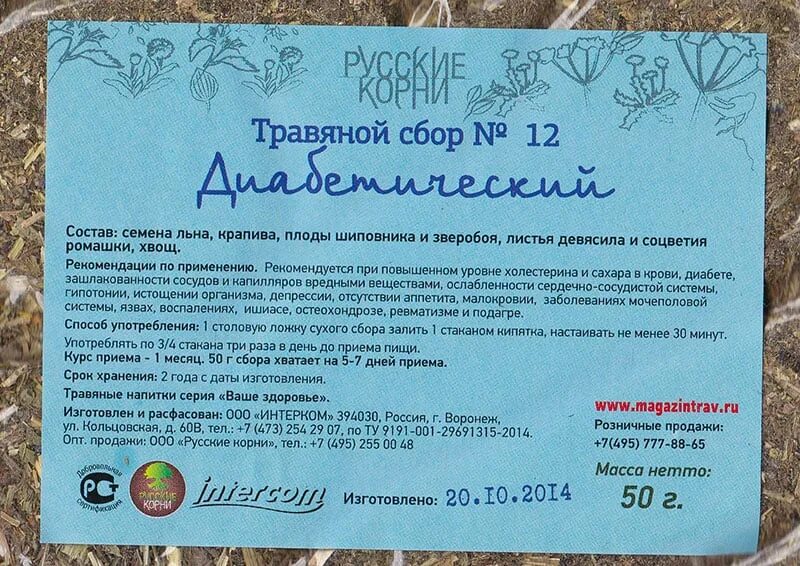 РУССКИЕ
КОРНИ
Травяной сбор № 12
Диабетический
Состав: семена льна, крапива, плоды шиповника и зверобоя, листья девясила и соцветия
ромашки, хвощ.
Рекомендации по применению. Рекомендуется при повышенном уровне холестерина и сахара в крови, диабете,
зашлакованности сосудов и капилляров вредными веществами, ослабленности сердечно-сосудистой системы,
гипотонии, истощении организма, депрессии, отсутствии аппетита, малокровии, заболеваниях мочеполовой
системы, язвах, воспалениях, ишиасе, остеохондрозе, ревматизме и подагре.
Способ употребления: 1 столовую ложку сухого сбора залить 1 стаканом кипятка, настаивать не менее 30 минут.
Употреблять по 3/4 стакана три раза в день до приема пищи.
Курс приема - 1 месяц. 50 г сбора хватает на 5-7 дней приема.
Срок хранения: 2 года с даты изготовления.
Травяные напитки серия «Ваше здоровье».
Изготовлен и расфасован: ООО «ИНТЕРКОМ» 394030, Россия, г. Воронеж,
ул. Кольцовская, д. 60В, тел.: +7 (473) 254 29 07, по ТУ 9191-001-29691315-2014.
Опт. продажи: ООО «Русские корни», тел.: +7 (495) 255 00 48
www.magazintrav.ru
Розничные продажи:
+7(495) 777-88-65
Масса нетто:
50 г.
Добровольная
РСТ
сертификация
РУССКИЕ
КОРНИ
intercom
Изготовлено: 20.10.2014